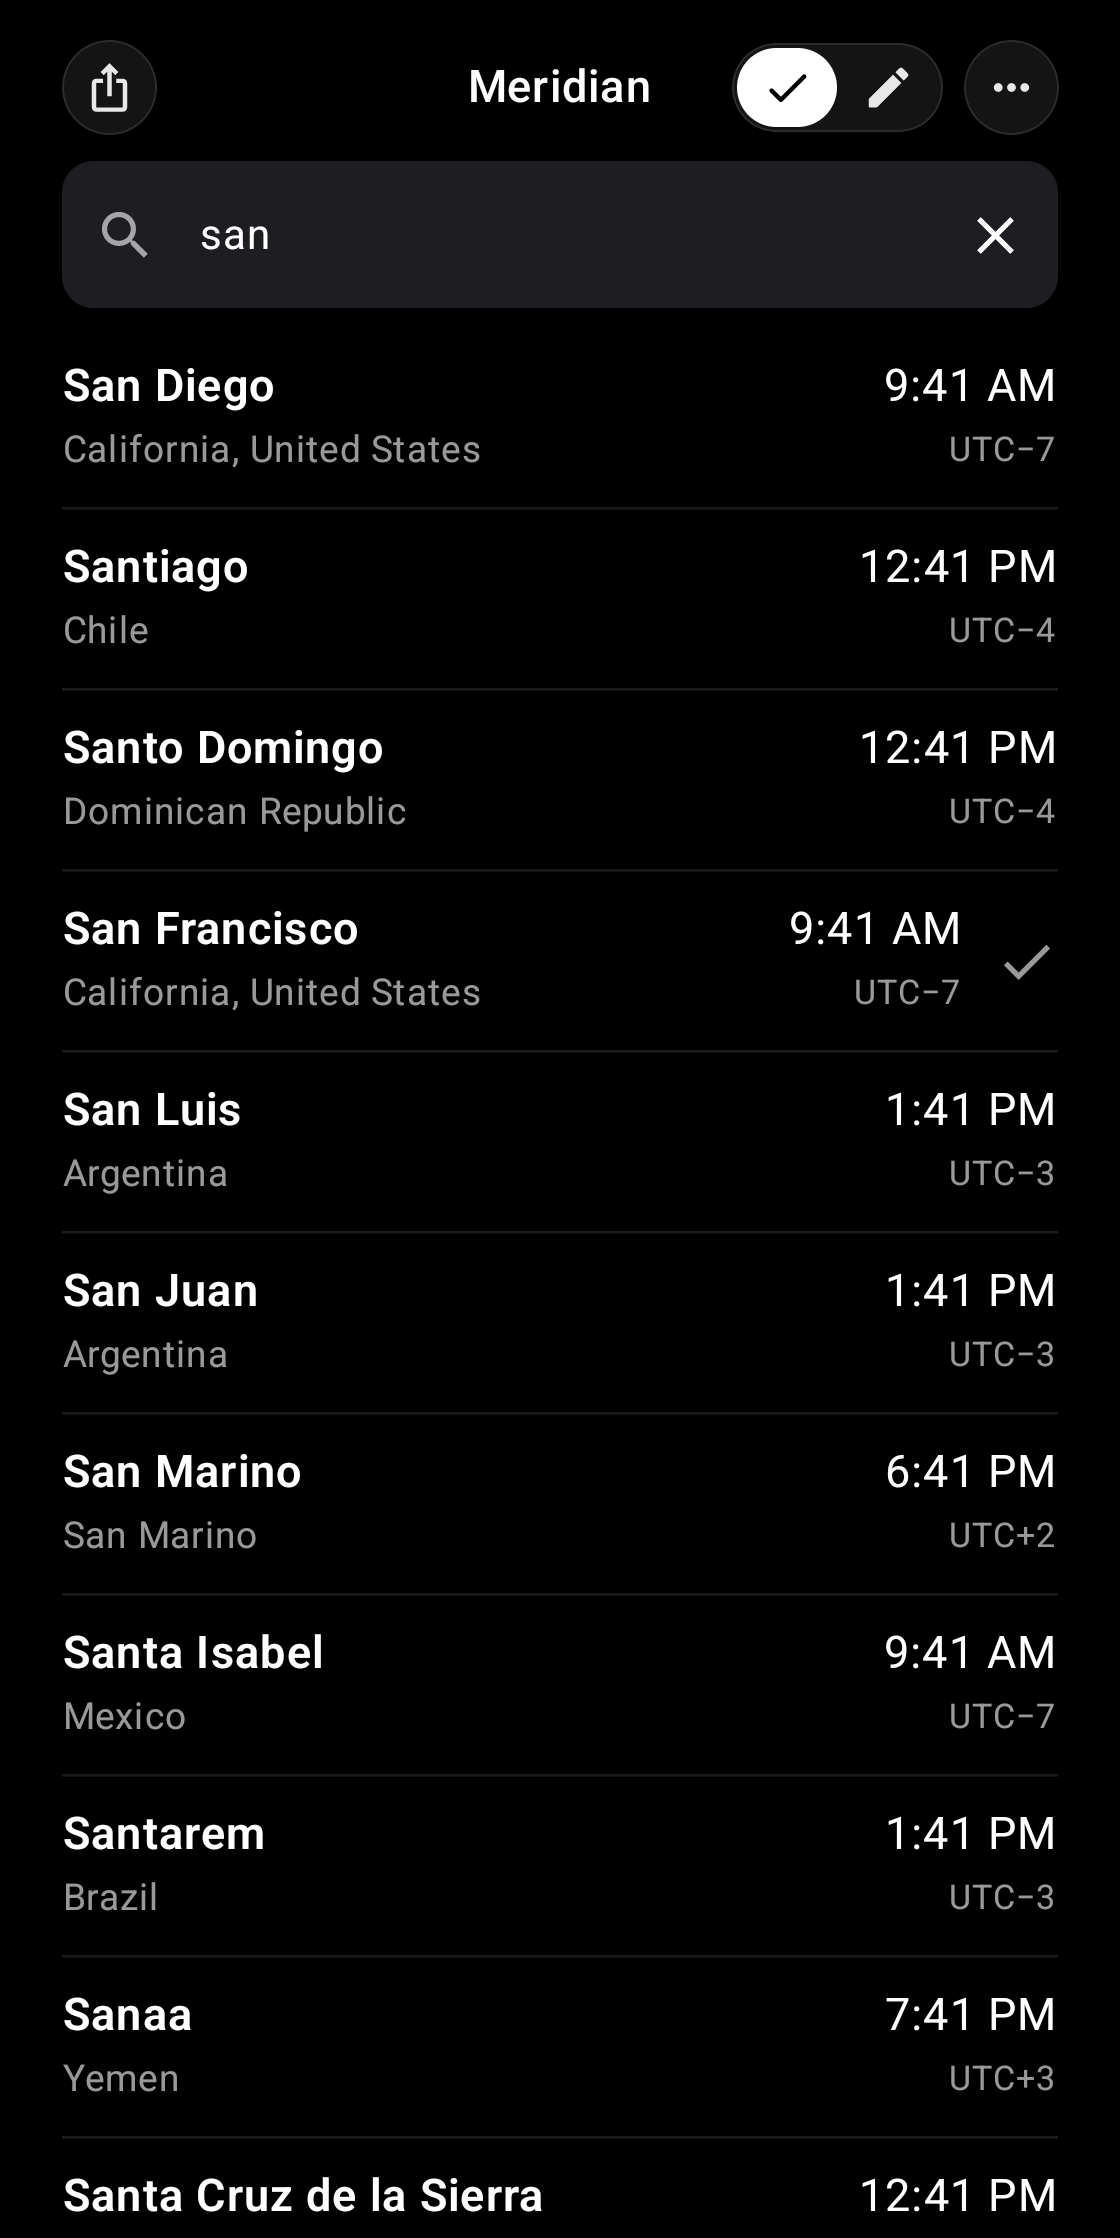 Meridian
san
San Diego 9:41 AM
California, United States UTC−7
Santiago 12:41 PM
Chile UTC−4
Santo Domingo 12:41 PM
Dominican Republic UTC−4
San Francisco 9:41 AM
California, United States UTC−7
San Luis 1:41 PM
Argentina UTC−3
San Juan 1:41 PM
Argentina UTC−3
San Marino 6:41 PM
San Marino UTC+2
Santa Isabel 9:41 AM
Mexico UTC−7
Santarem 1:41 PM
Brazil UTC−3
Sanaa 7:41 PM
Yemen UTC+3
Santa Cruz de la Sierra 12:41 PM